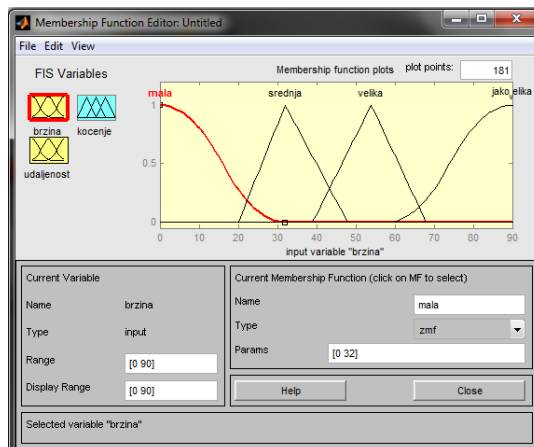 Membership Function Editor: Untitled
File Edit View
FIS Variables
Membership function plots plot points: 181
mala srednja velika jako_velika
brzina kocenje
udaljenost
1
0.5
0
0 10 20 30 40 50 60 70 80 90
input variable "brzina"
Current Variable
Name brzina
Type input
Range [0 90]
Display Range [0 90]
Current Membership Function (click on MF to select)
Name mala
Type zmf
Params [0 32]
Help Close
Selected variable "brzina"